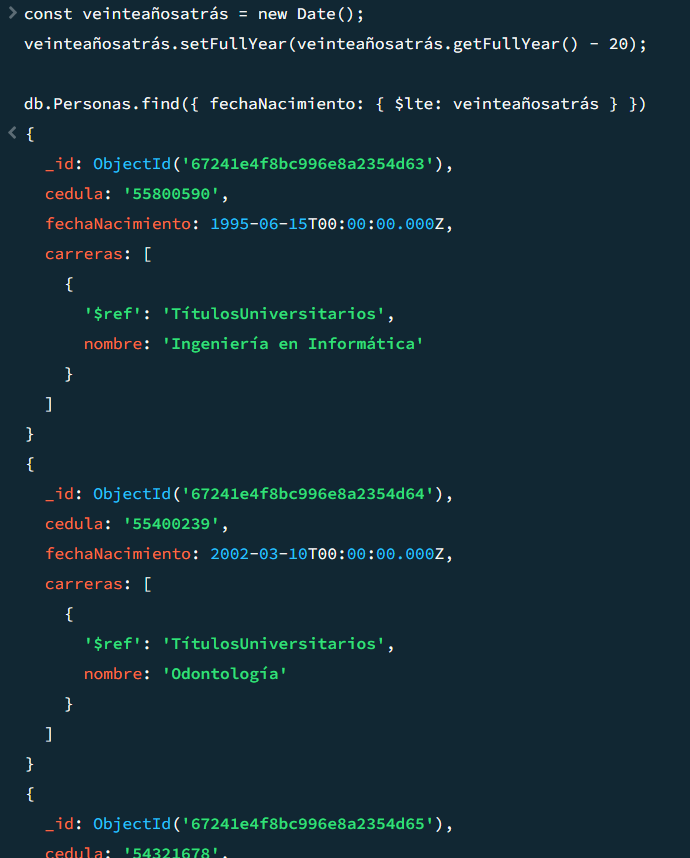 > const veinteañosatrás = new Date();
veinteañosatrás.setFullYear(veinteañosatrás.getFullYear() - 20);
db.Personas.find({ fechaNacimiento: { $lte: veinteañosatrás } })
< {
_id: ObjectId('67241e4f8bc996e8a2354d63'),
cedula: '55800590',
fechaNacimiento: 1995-06-15T00:00:00.000Z,
carreras: [
{
'$ref': 'TítulosUniversitarios',
nombre: 'Ingeniería en Informática'
}
]
}
{
_id: ObjectId('67241e4f8bc996e8a2354d64'),
cedula: '55400239',
fechaNacimiento: 2002-03-10T00:00:00.000Z,
carreras: [
{
'$ref': 'TítulosUniversitarios',
nombre: 'Odontología'
}
]
}
{
_id: ObjectId('67241e4f8bc996e8a2354d65'),
cedula: '54321678',